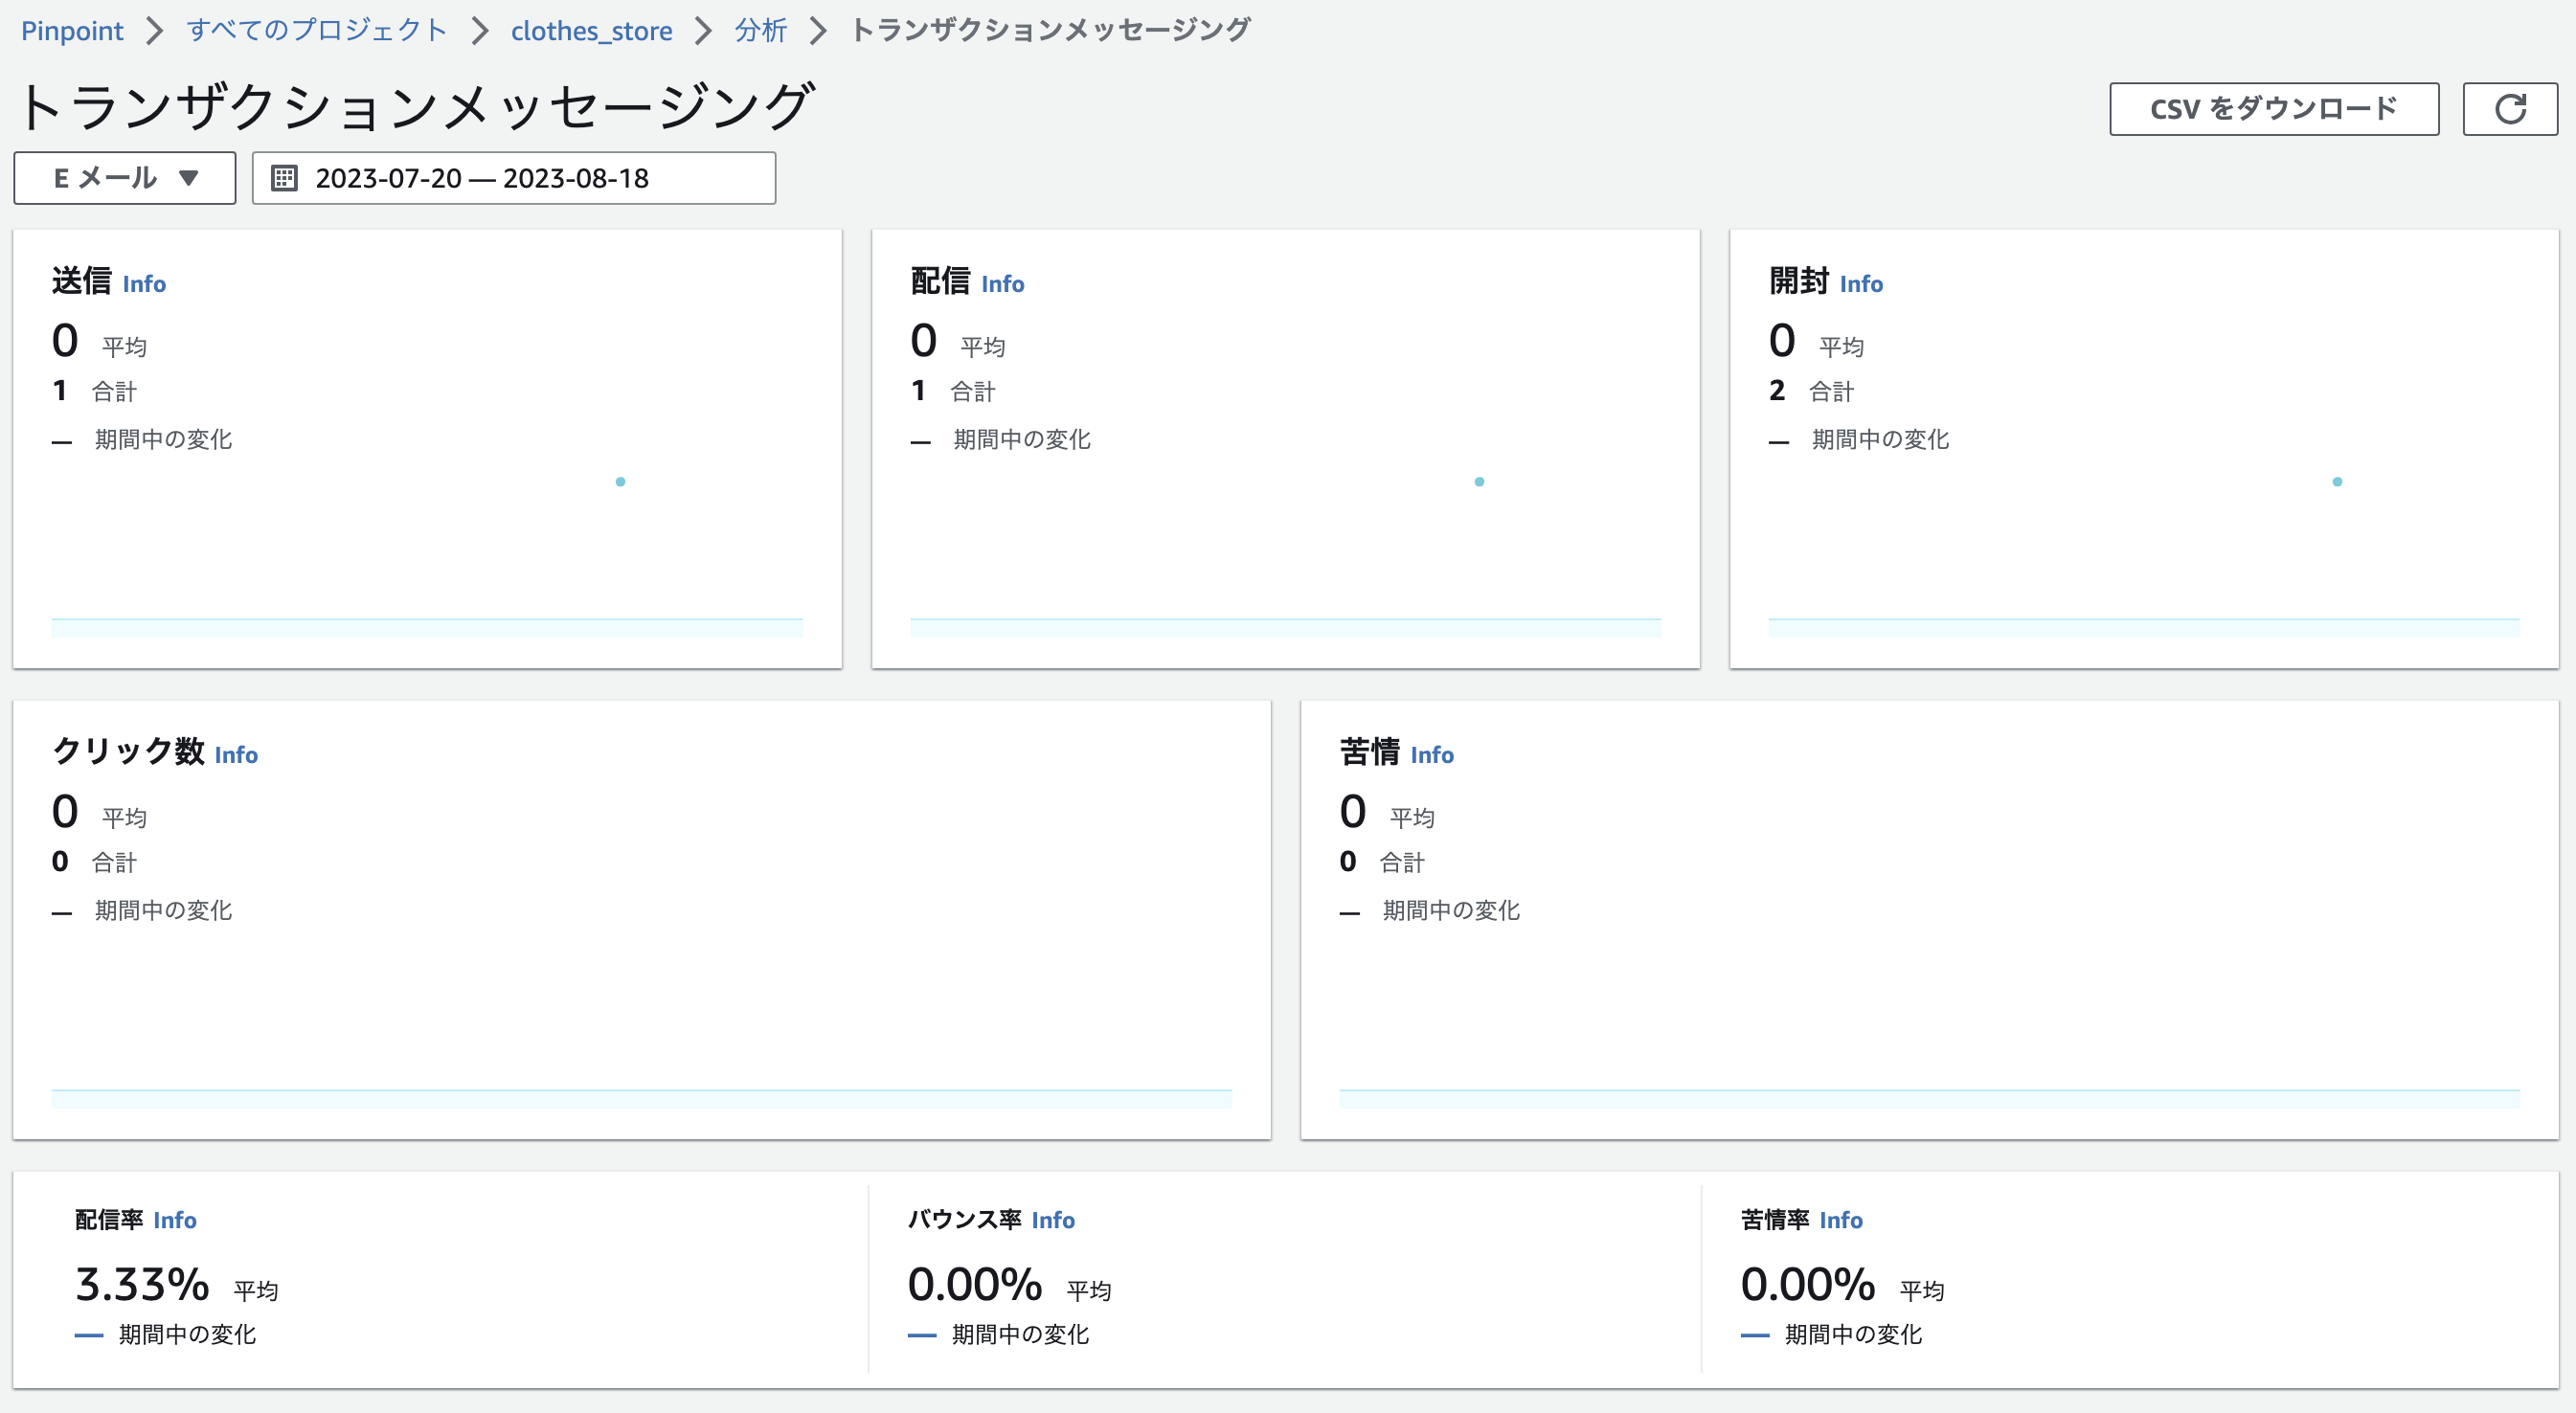 Pinpoint > すべてのプロジェクト > clothes_store > 分析 > トランザクションメッセージング
トランザクションメッセージング
CSV をダウンロード
E メール ▼
2023-07-20 — 2023-08-18
送信 Info
0 平均
1 合計
– 期間中の変化
配信 Info
0 平均
1 合計
– 期間中の変化
開封 Info
0 平均
2 合計
– 期間中の変化
クリック数 Info
0 平均
0 合計
– 期間中の変化
苦情 Info
0 平均
0 合計
– 期間中の変化
配信率 Info
3.33% 平均
— 期間中の変化
バウンス率 Info
0.00% 平均
— 期間中の変化
苦情率 Info
0.00% 平均
— 期間中の変化